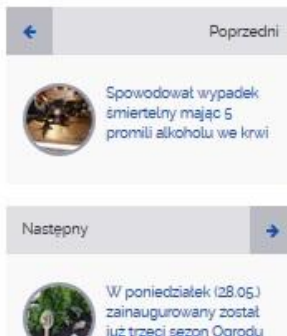 Poprzedni
Spowodował wypadek
śmiertelny mając 5
promili alkoholu we krwi
Następny
W poniedziałek (28.05.)
zainaugurowany został
już trzeci sezon Ogrodu